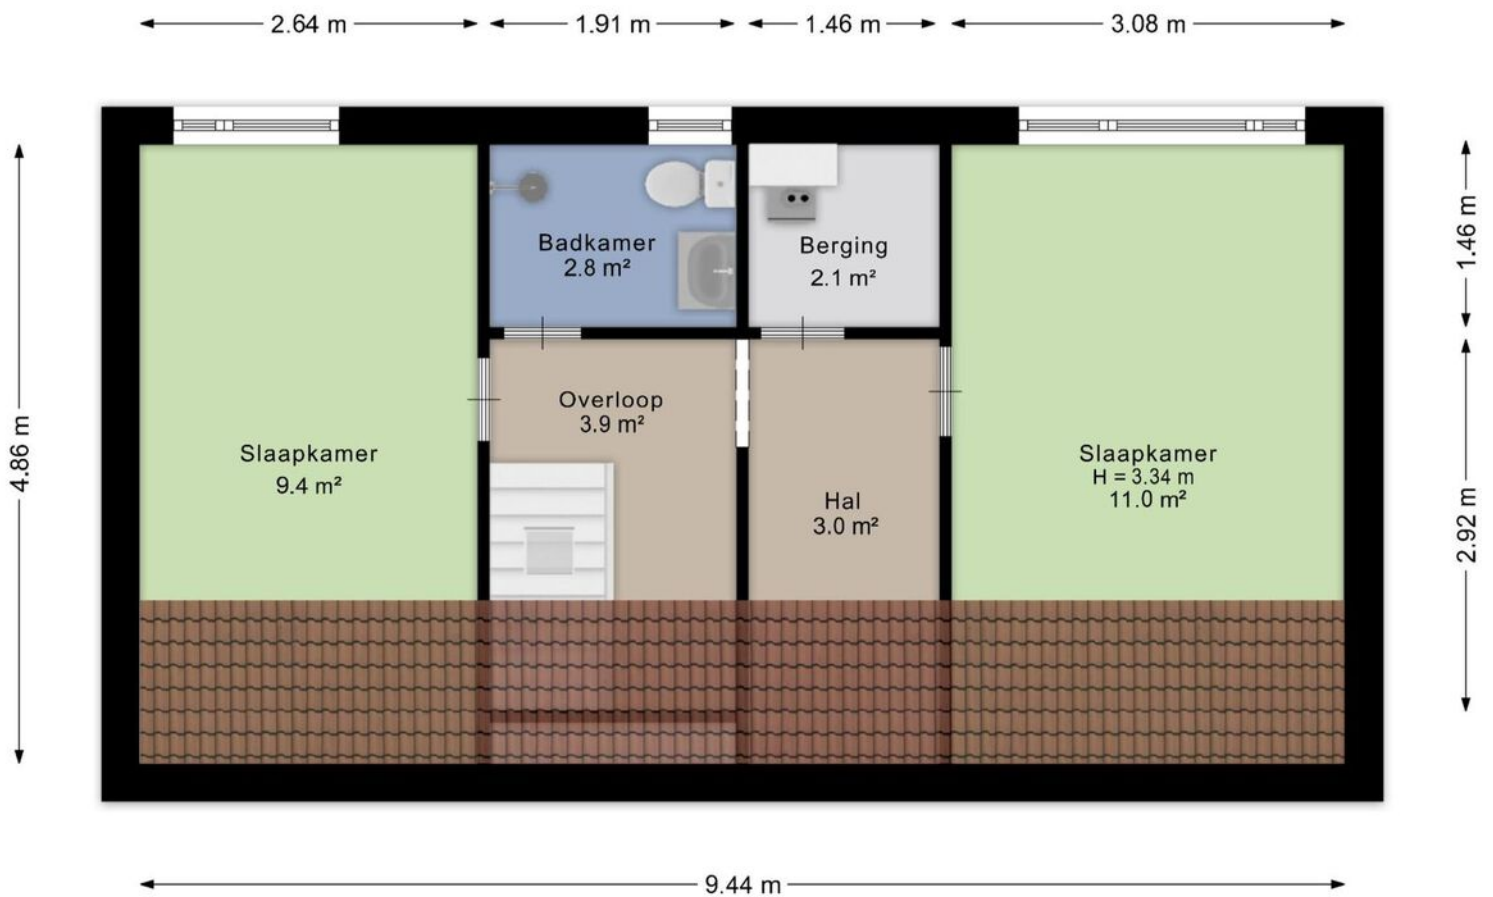 2.64 m
1.91 m
1.46 m
3.08 m
4.86 m
1.46 m
2.92 m
Badkamer
2.8 m²
Berging
2.1 m²
Overloop
3.9 m²
Slaapkamer
9.4 m²
Hal
3.0 m²
Slaapkamer
H = 3.34 m
11.0 m²
9.44 m